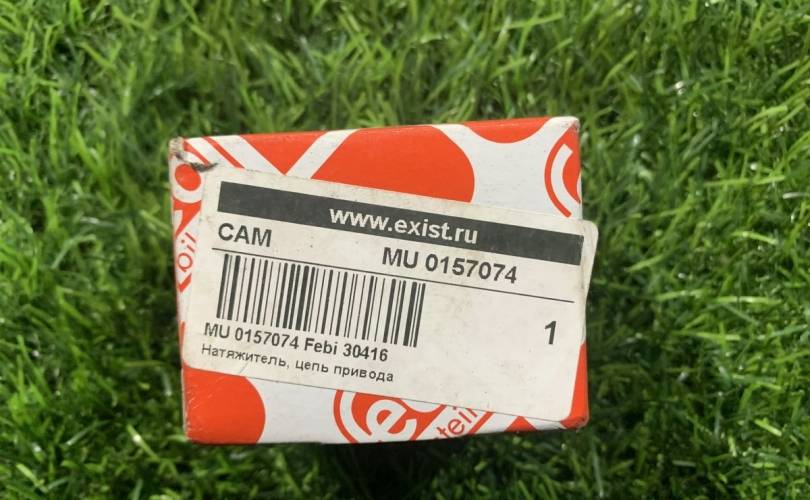 www.exist.ru
CAM
MU 0157074
1
MU 0157074 Febi 30416
Натяжитель, цепь привода